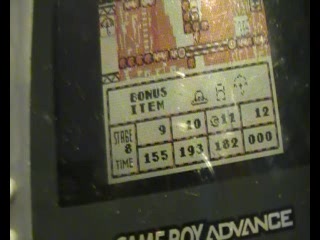 BONUS
ITEM
STAGE 9 10 11 12
8
TIME 155 193 182 000
GAME BOY ADVANCE